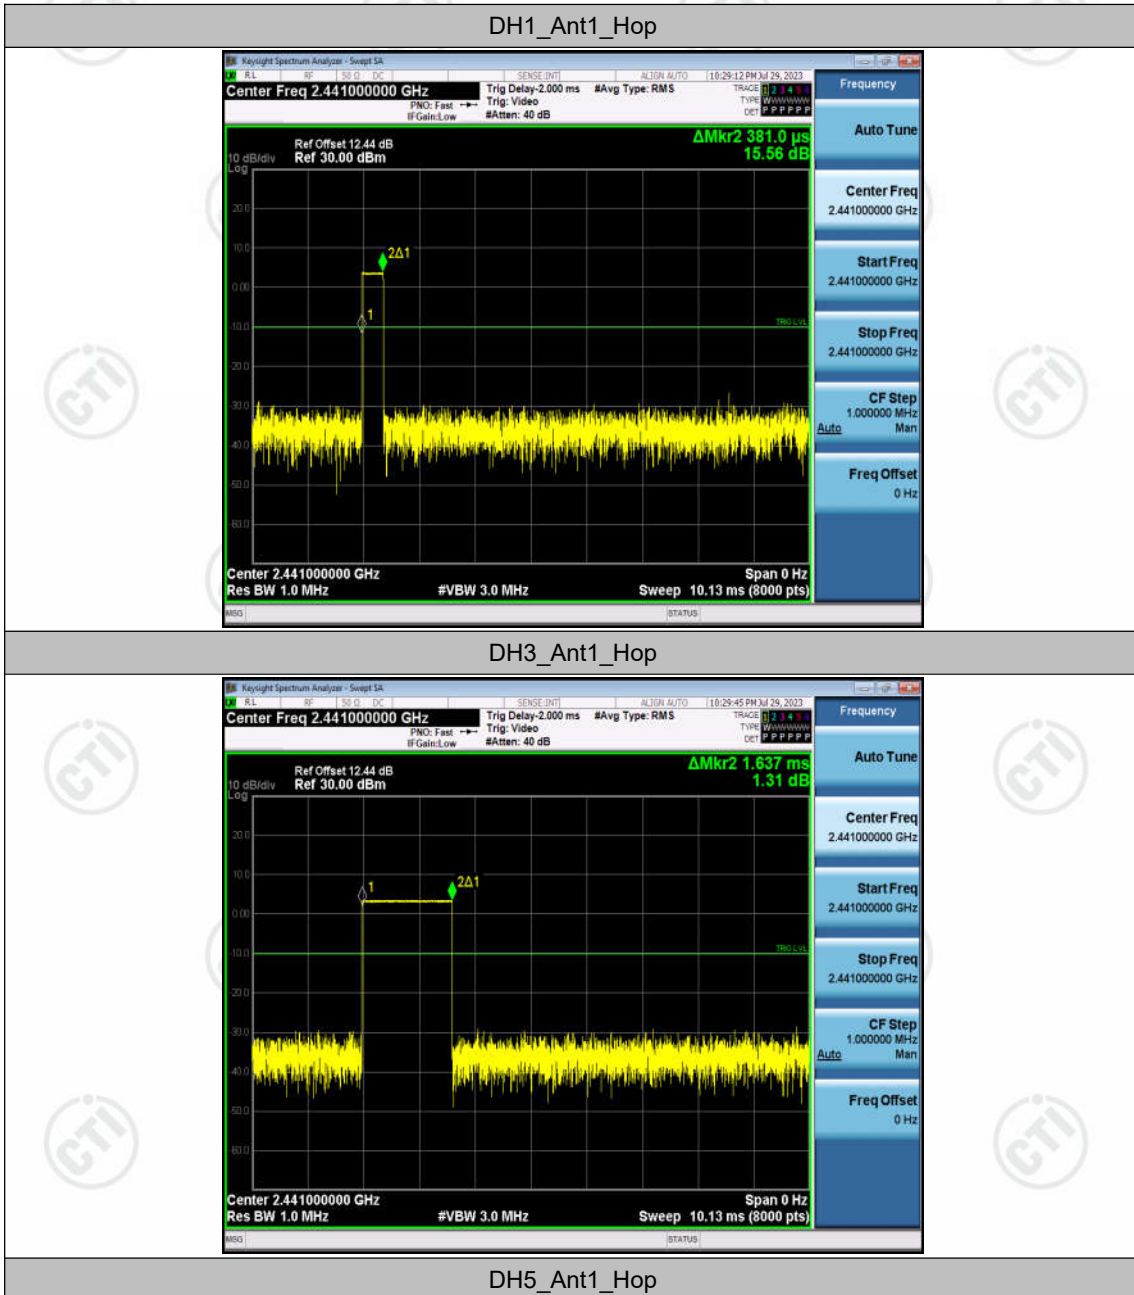 DH1_Ant1_Hop
Keysight Spectrum Analyzer - Swept SA
RL RF 50 Ω DC SENSE:INT ALIGN AUTO 10:29:12 PM Jul 29, 2023
Center Freq 2.441000000 GHz
PNO: Fast
IFGain:Low
Trig Delay-2.000 ms
Trig: Video
#Atten: 40 dB
#Avg Type: RMS
TRACE 1 2 3 4 5 6
TYPE WWWWWW
DET P P P P P P
ΔMkr2 381.0 µs
15.56 dB
Ref Offset 12.44 dB
10 dB/div Ref 30.00 dBm
Log
20.0
10.0
0.00
-10.0
-20.0
-30.0
-40.0
-50.0
-60.0
2Δ1
1
TRIG LVL
Center 2.441000000 GHz Span 0 Hz
Res BW 1.0 MHz #VBW 3.0 MHz Sweep 10.13 ms (8000 pts)
MSG STATUS
Frequency
Auto Tune
Center Freq
2.441000000 GHz
Start Freq
2.441000000 GHz
Stop Freq
2.441000000 GHz
CF Step
1.000000 MHz
Auto Man
Freq Offset
0 Hz
DH3_Ant1_Hop
Keysight Spectrum Analyzer - Swept SA
RL RF 50 Ω DC SENSE:INT ALIGN AUTO 10:29:45 PM Jul 29, 2023
Center Freq 2.441000000 GHz
PNO: Fast
IFGain:Low
Trig Delay-2.000 ms
Trig: Video
#Atten: 40 dB
#Avg Type: RMS
TRACE 1 2 3 4 5 6
TYPE WWWWWW
DET P P P P P P
ΔMkr2 1.637 ms
1.31 dB
Ref Offset 12.44 dB
10 dB/div Ref 30.00 dBm
Log
20.0
10.0
0.00
-10.0
-20.0
-30.0
-40.0
-50.0
-60.0
1
2Δ1
TRIG LVL
Center 2.441000000 GHz Span 0 Hz
Res BW 1.0 MHz #VBW 3.0 MHz Sweep 10.13 ms (8000 pts)
MSG STATUS
Frequency
Auto Tune
Center Freq
2.441000000 GHz
Start Freq
2.441000000 GHz
Stop Freq
2.441000000 GHz
CF Step
1.000000 MHz
Auto Man
Freq Offset
0 Hz
DH5_Ant1_Hop
CTI
CTI
CTI
CTI